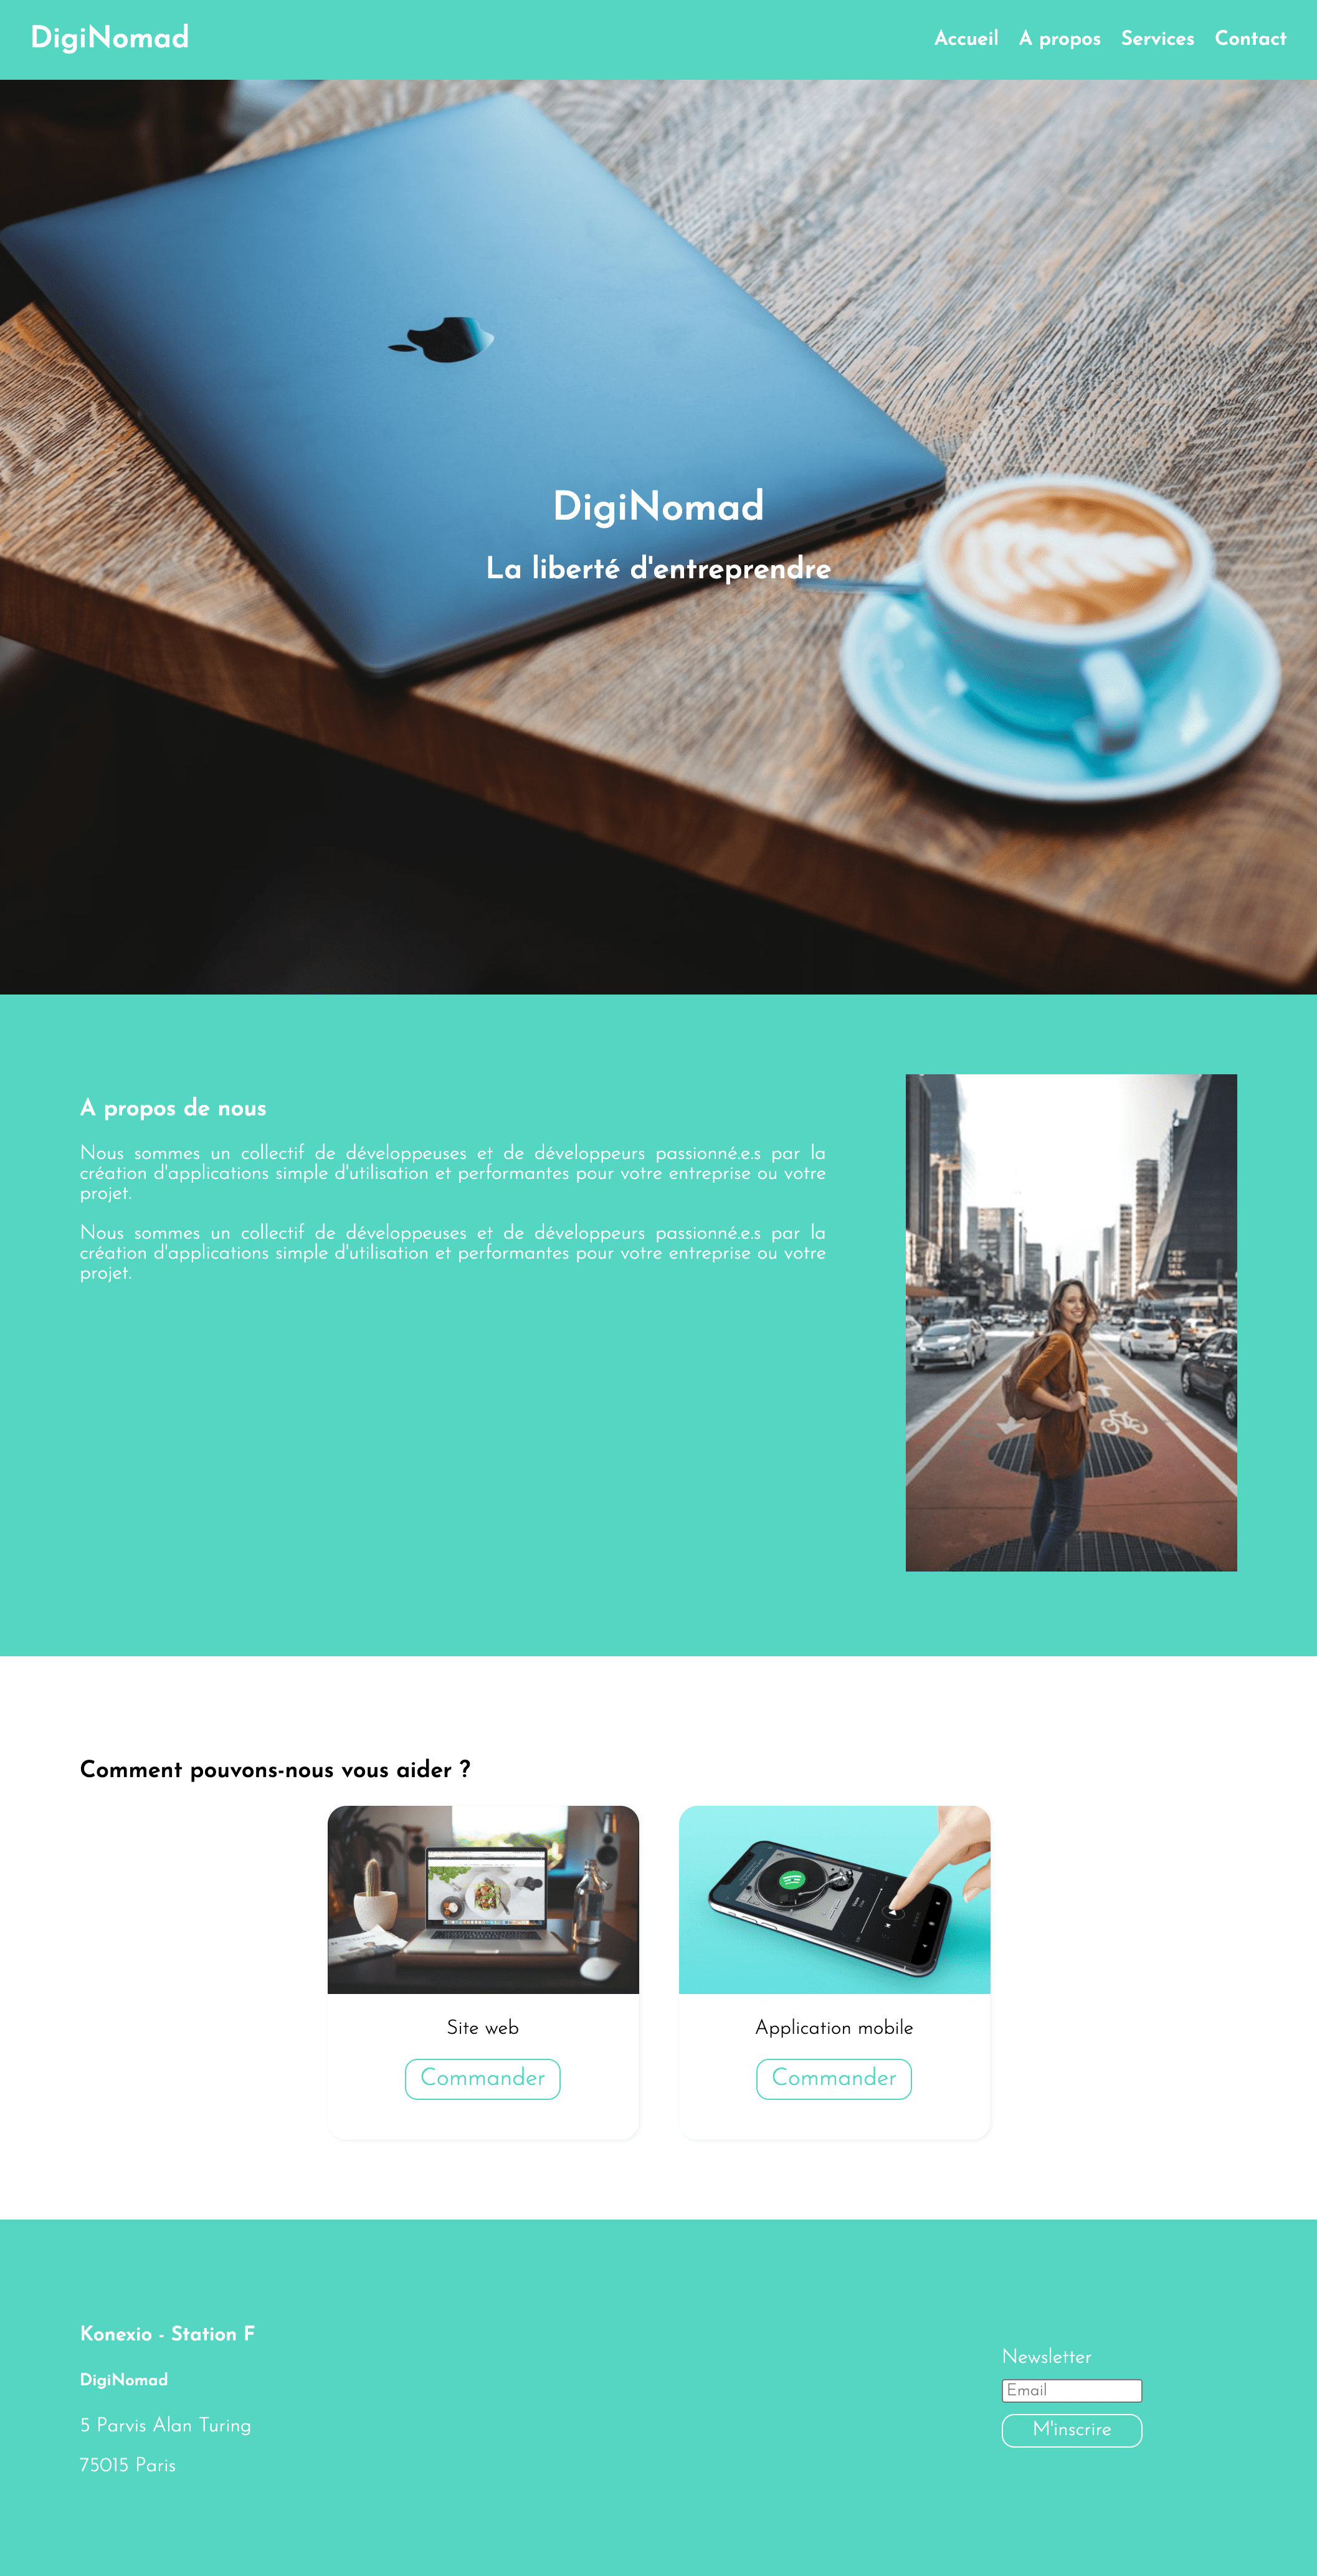 DigiNomad
Accueil A propos Services Contact
DigiNomad
La liberté d'entreprendre
A propos de nous
Nous sommes un collectif de développeuses et de développeurs passionné.e.s par la
création d'applications simple d'utilisation et performantes pour votre entreprise ou votre
projet.
Nous sommes un collectif de développeuses et de développeurs passionné.e.s par la
création d'applications simple d'utilisation et performantes pour votre entreprise ou votre
projet.
Comment pouvons-nous vous aider ?
Site web
Commander
Application mobile
Commander
Konexio - Station F
DigiNomad
5 Parvis Alan Turing
75015 Paris
Newsletter
Email
M'inscrire